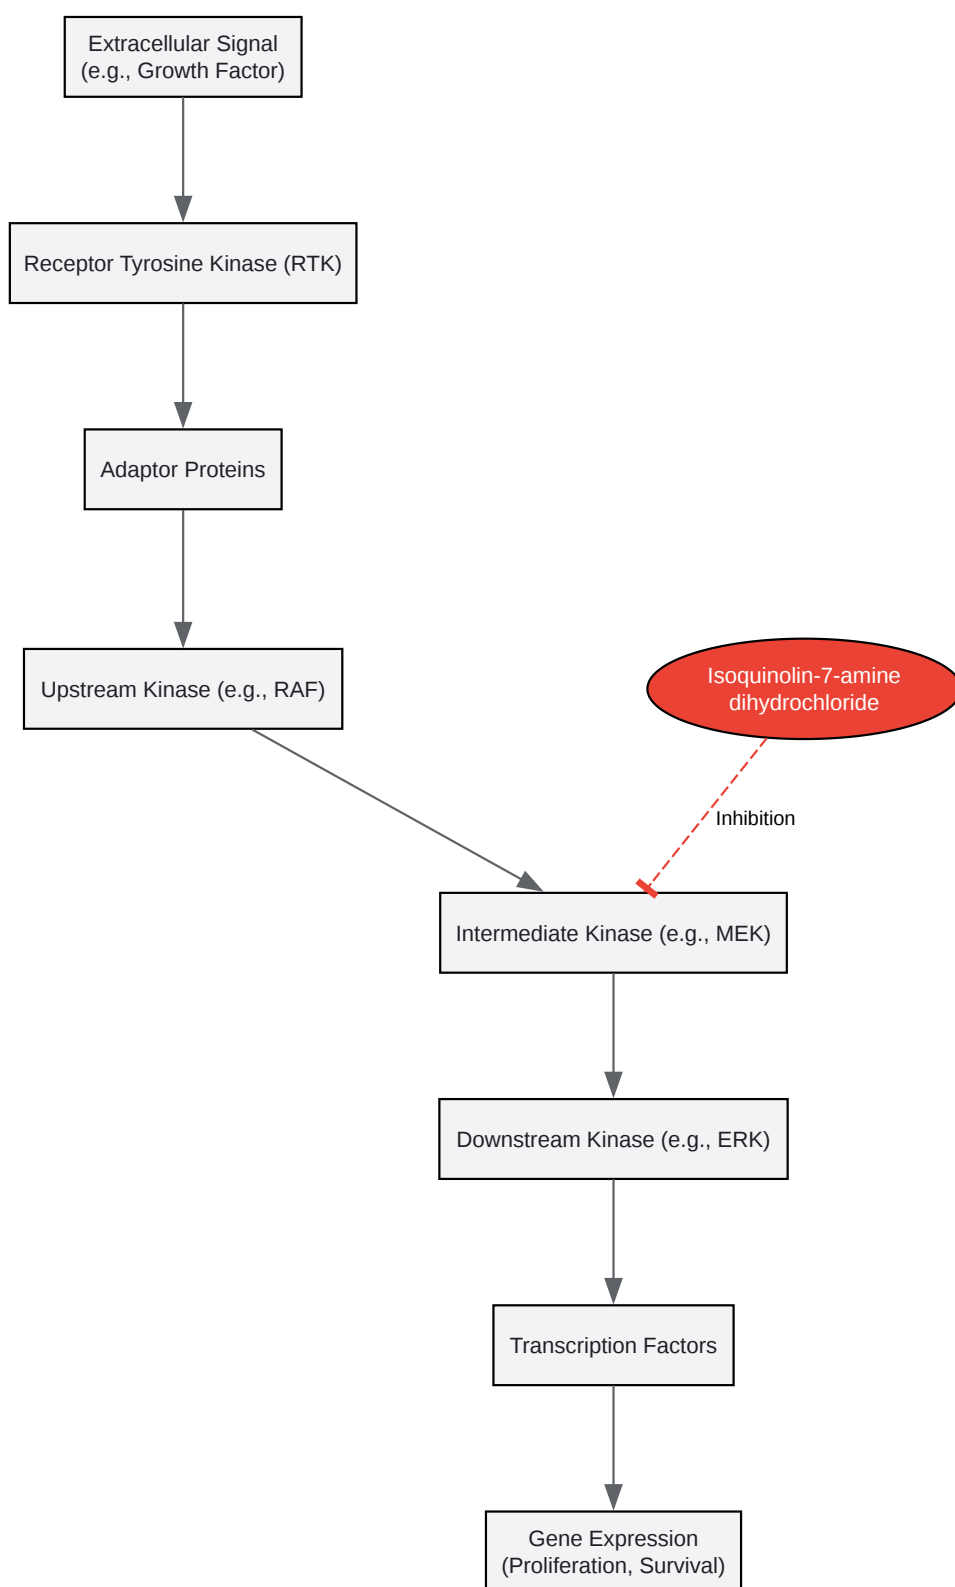 Extracellular Signal
(e.g., Growth Factor)
Receptor Tyrosine Kinase (RTK)
Adaptor Proteins
Upstream Kinase (e.g., RAF)
Isoquinolin-7-amine
dihydrochloride
Inhibition
Intermediate Kinase (e.g., MEK)
Downstream Kinase (e.g., ERK)
Transcription Factors
Gene Expression
(Proliferation, Survival)